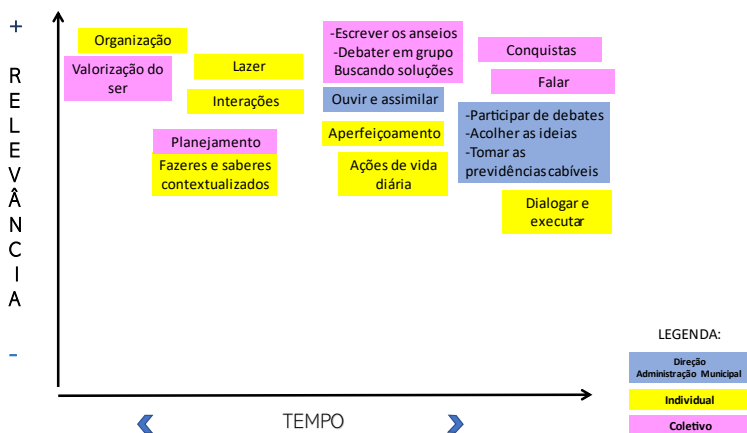 +
RELEVÂNCIA
-
Organização
Valorização do
ser
Lazer
Interações
Planejamento
Fazeres e saberes
contextualizados
-Escrever os anseios
-Debater em grupo
Buscando soluções
Ouvir e assimilar
Aperfeiçoamento
Ações de vida
diária
Conquistas
Falar
-Participar de debates
-Acolher as ideias
-Tomar as
previdências cabíveis
Dialogar e
executar
TEMPO
LEGENDA:
Direção
Administração Municipal
Individual
Coletivo